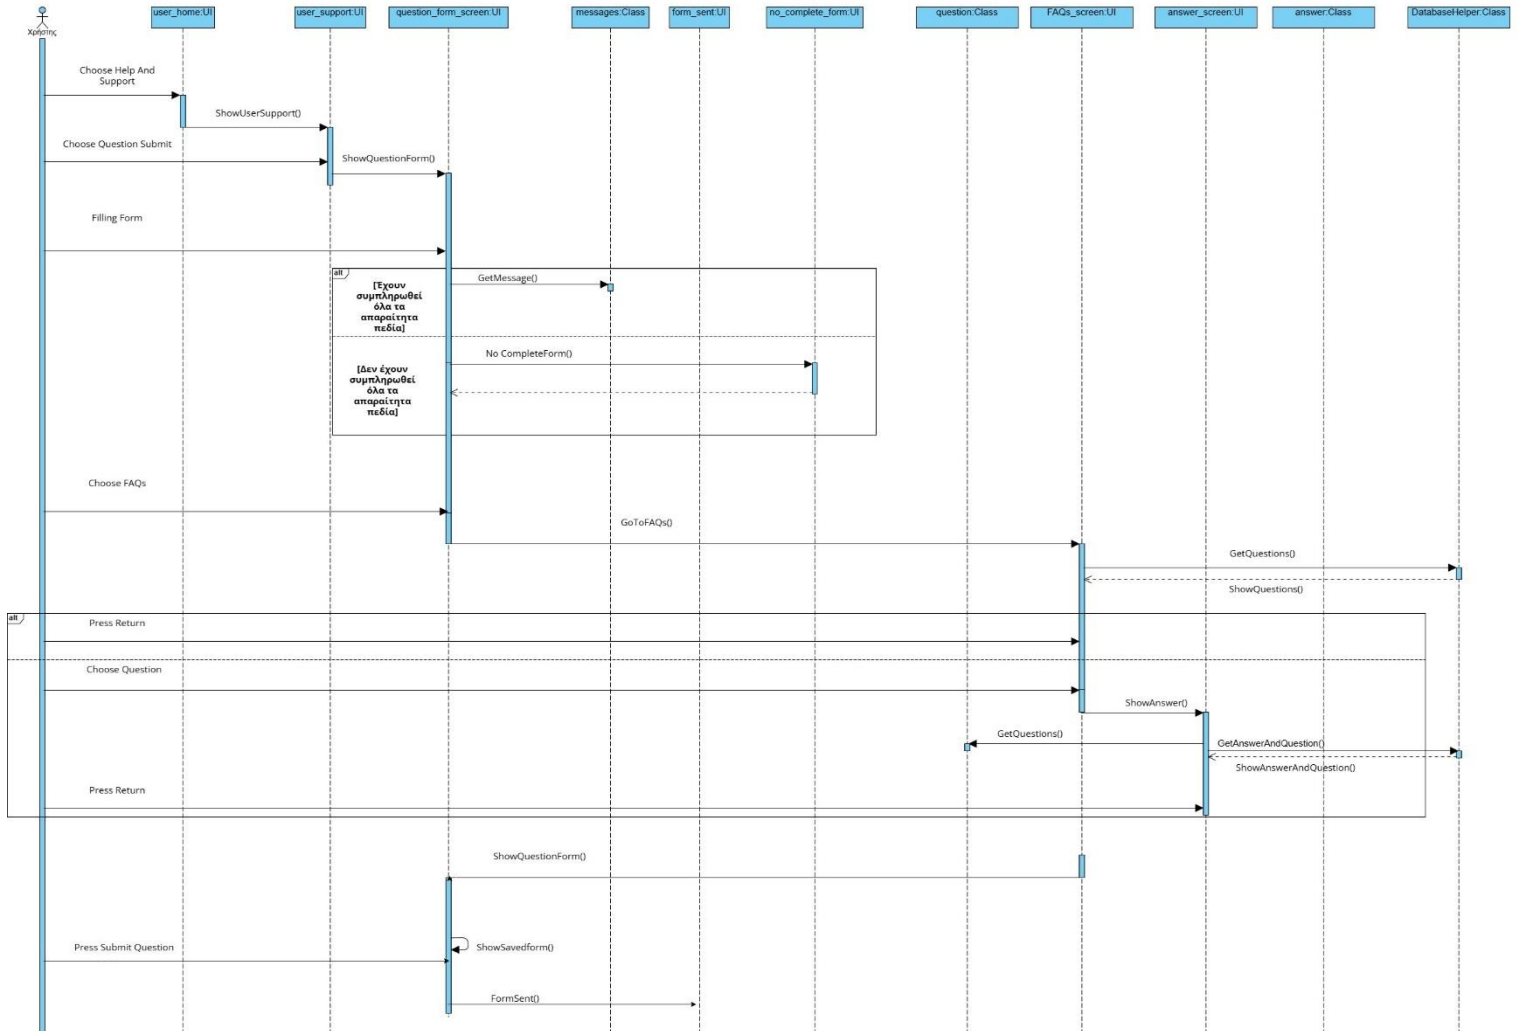 user_home:UI
user_support:UI
question_form_screen:UI
messages:Class
form_sent:UI
no_complete_form:UI
question:Class
FAQs_screen:UI
answer_screen:UI
answer:Class
DatabaseHelper:Class
Χρήστης
Choose Help And
Support
ShowUserSupport()
Choose Question Submit
ShowQuestionForm()
Filling Form
alt
GetMessage()
[Έχουν
συμπληρωθεί
όλα τα
απαραίτητα
πεδία]
No CompleteForm()
[Δεν έχουν
συμπληρωθεί
όλα τα
απαραίτητα
πεδία]
Choose FAQs
GoToFAQs()
GetQuestions()
ShowQuestions()
alt
Press Return
Choose Question
ShowAnswer()
GetQuestions()
GetAnswerAndQuestion()
ShowAnswerAndQuestion()
Press Return
ShowQuestionForm()
Press Submit Question
ShowSavedform()
FormSent()